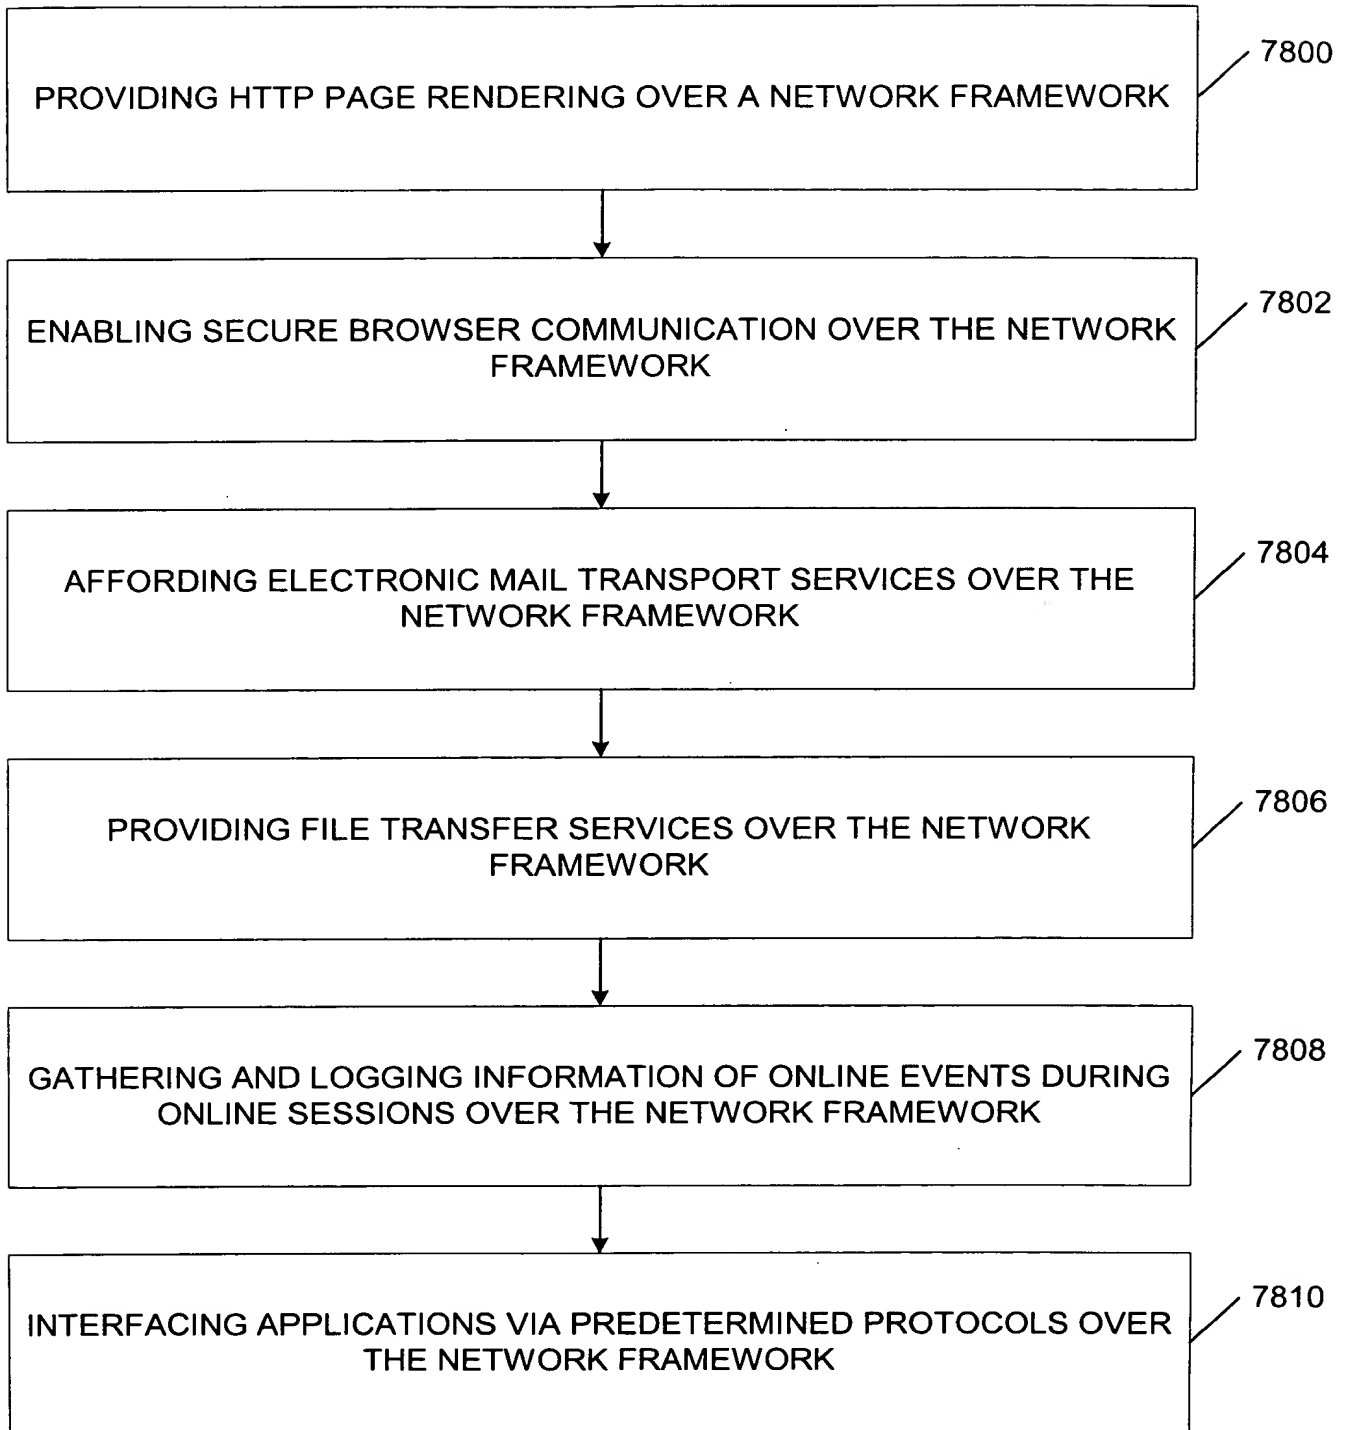 PROVIDING HTTP PAGE RENDERING OVER A NETWORK FRAMEWORK
7800
ENABLING SECURE BROWSER COMMUNICATION OVER THE NETWORK
FRAMEWORK
7802
AFFORDING ELECTRONIC MAIL TRANSPORT SERVICES OVER THE
NETWORK FRAMEWORK
7804
PROVIDING FILE TRANSFER SERVICES OVER THE NETWORK
FRAMEWORK
7806
GATHERING AND LOGGING INFORMATION OF ONLINE EVENTS DURING
ONLINE SESSIONS OVER THE NETWORK FRAMEWORK
7808
INTERFACING APPLICATIONS VIA PREDETERMINED PROTOCOLS OVER
THE NETWORK FRAMEWORK
7810